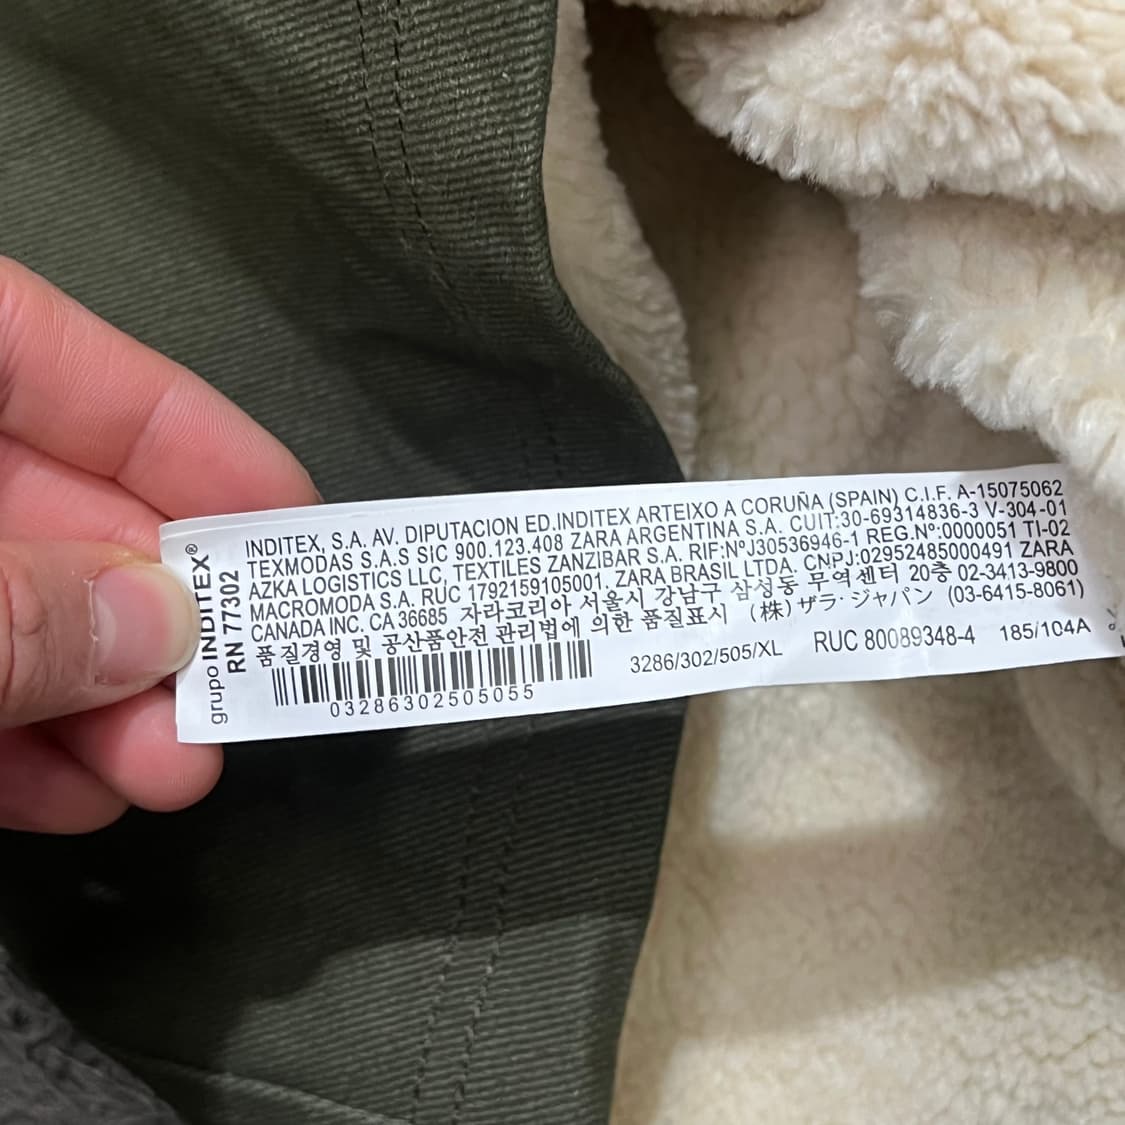 grupo INDITEX®
RN 77302
INDITEX, S.A. AV. DIPUTACION ED.INDITEX ARTEIXO A CORUÑA (SPAIN) C.I.F. A-15075062
TEXMODAS S.A.S SIC 900.123.408 ZARA ARGENTINA S.A. CUIT:30-69314836-3 V-304-01
AZKA LOGISTICS LLC, TEXTILES ZANZIBAR S.A. RIF:NºJ30536946-1 REG.Nº:0000051 TI-02
MACROMODA S.A. RUC 1792159105001. ZARA BRASIL LTDA. CNPJ:02952485000491 ZARA
CANADA INC. CA 36685 자라코리아 서울시 강남구 삼성동 무역센터 20층 02-3413-9800
품질경영 및 공산품안전 관리법에 의한 품질표시 (株)ザラ・ジャパン (03-6415-8061)
03286302505055
3286/302/505/XL RUC 80089348-4 185/104A